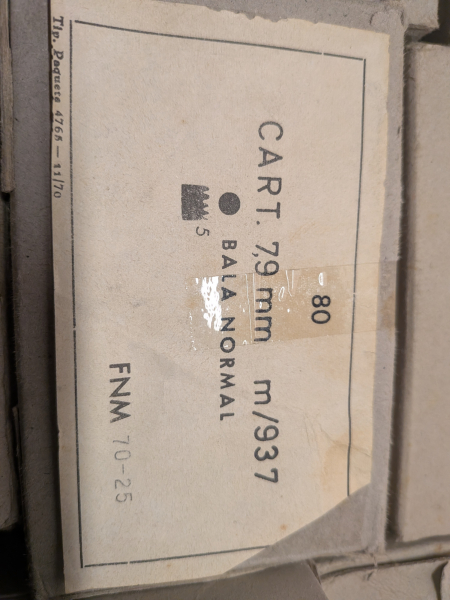 80
CART. 7,9 mm m/937
BALA NORMAL
5
FNM 70-25
Tip. Paquete 4765 — 11/70